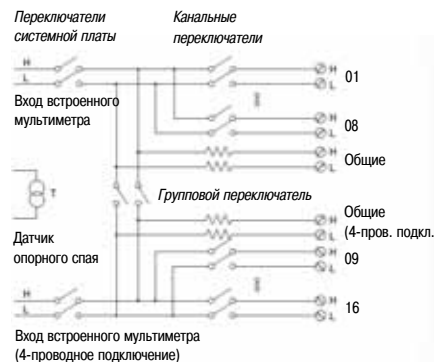 Переключатели
системной платы
Канальные
переключатели
H
L
H
L
01
Вход встроенного
мультиметра
H
L
08
H
L
Общие
T
Групповой переключатель
Датчик
опорного спая
H
L
Общие
(4-пров. подкл.
H
L
09
H
L
H
L
16
Вход встроенного мультиметра
(4-проводное подключение)